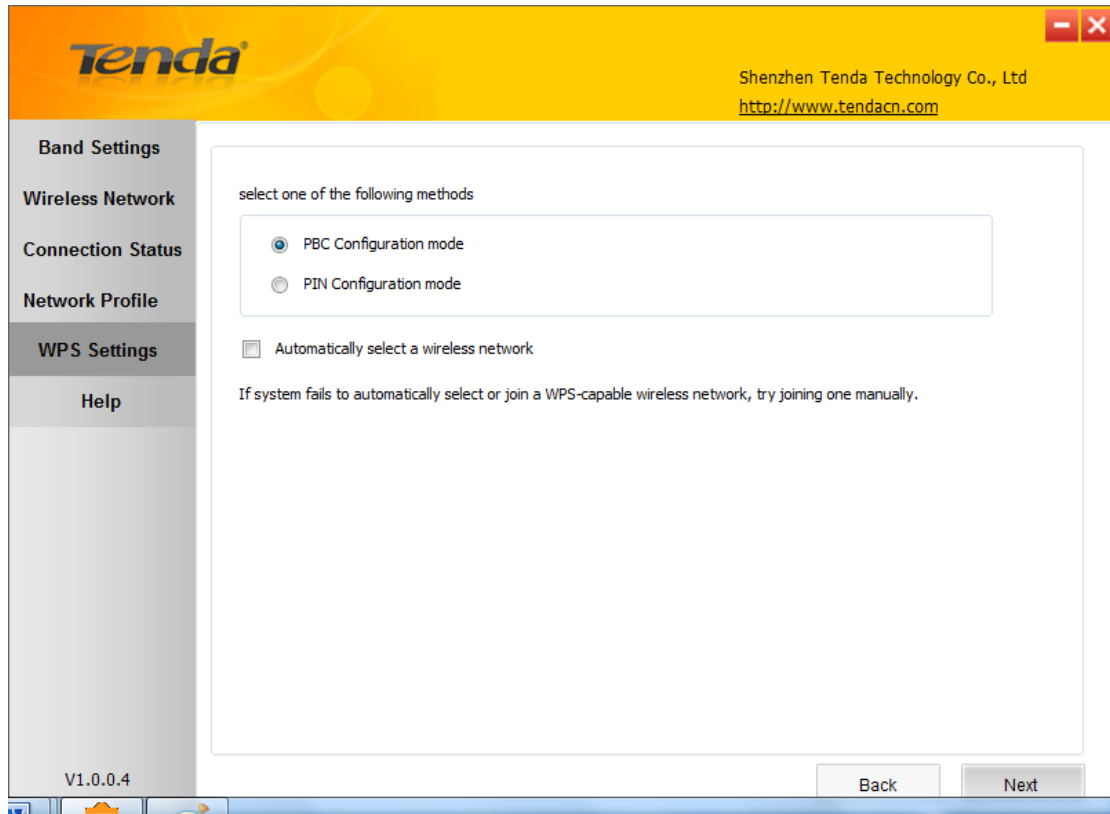 Tenda
Shenzhen Tenda Technology Co., Ltd
http://www.tendacn.com
Band Settings
Wireless Network
Connection Status
Network Profile
WPS Settings
Help
select one of the following methods
PBC Configuration mode
PIN Configuration mode
Automatically select a wireless network
If system fails to automatically select or join a WPS-capable wireless network, try joining one manually.
V1.0.0.4
Back
Next